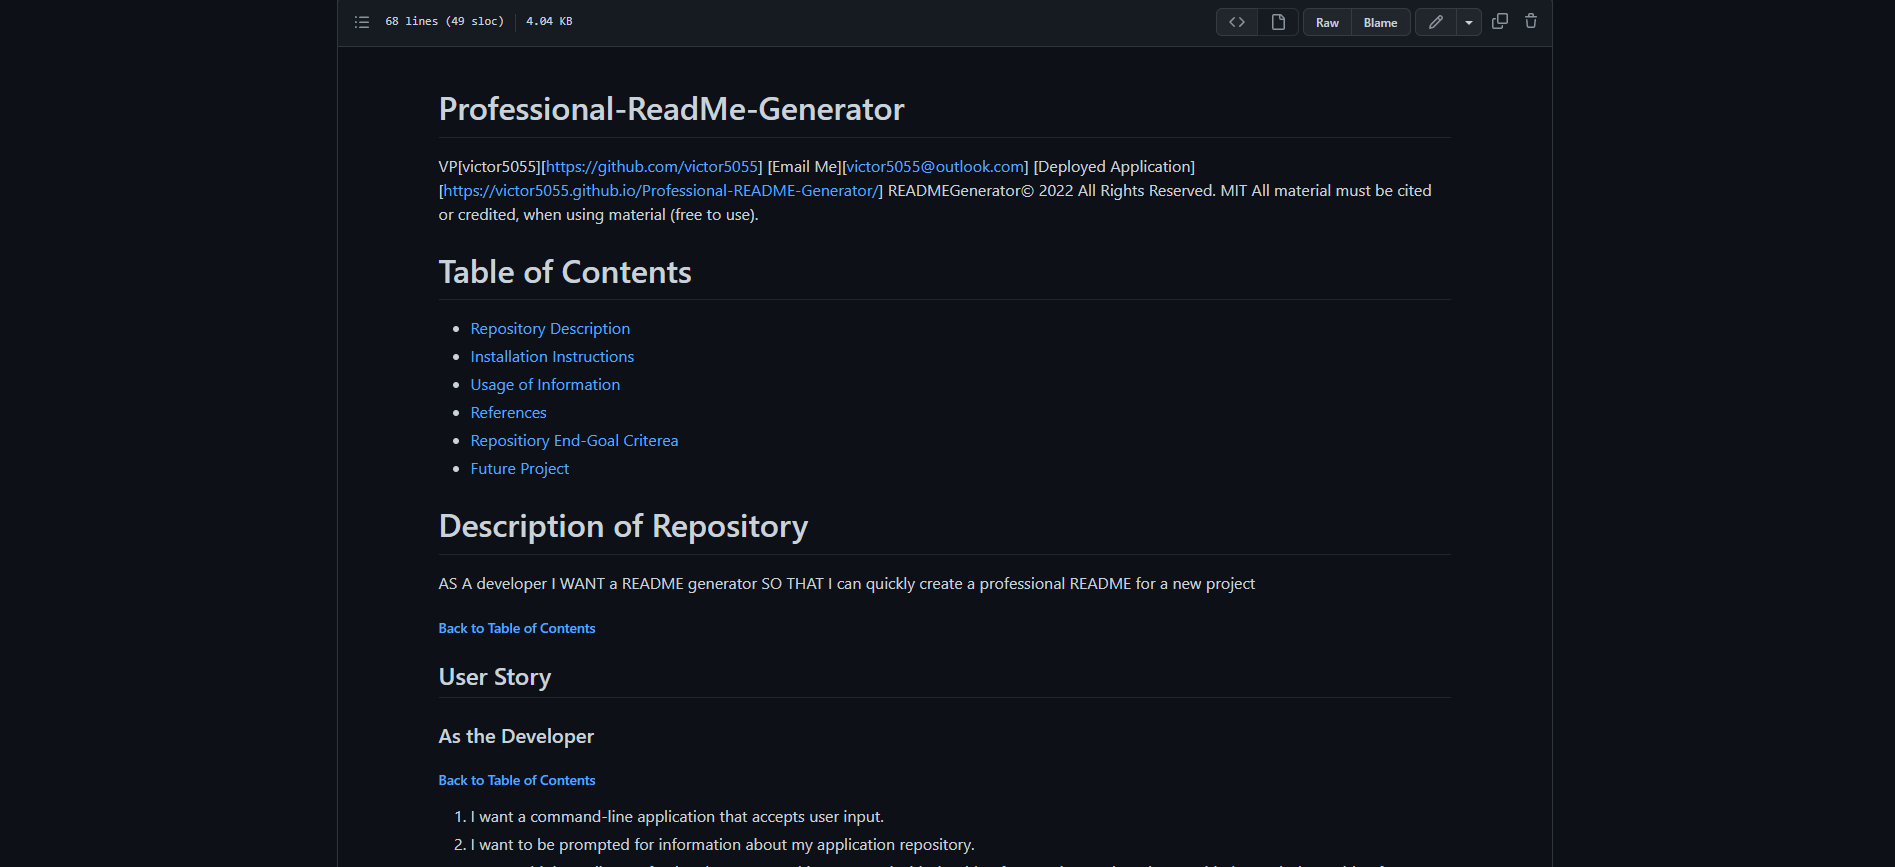 68 lines (49 sloc) 4.04 KB
Raw Blame
Professional-ReadMe-Generator
VP[victor5055][https://github.com/victor5055] [Email Me][victor5055@outlook.com] [Deployed Application]
[https://victor5055.github.io/Professional-README-Generator/] READMEGenerator© 2022 All Rights Reserved. MIT All material must be cited
or credited, when using material (free to use).
Table of Contents
• Repository Description
• Installation Instructions
• Usage of Information
• References
• Repositiory End-Goal Criterea
• Future Project
Description of Repository
AS A developer I WANT a README generator SO THAT I can quickly create a professional README for a new project
Back to Table of Contents
User Story
As the Developer
Back to Table of Contents
1. I want a command-line application that accepts user input.
2. I want to be prompted for information about my application repository.